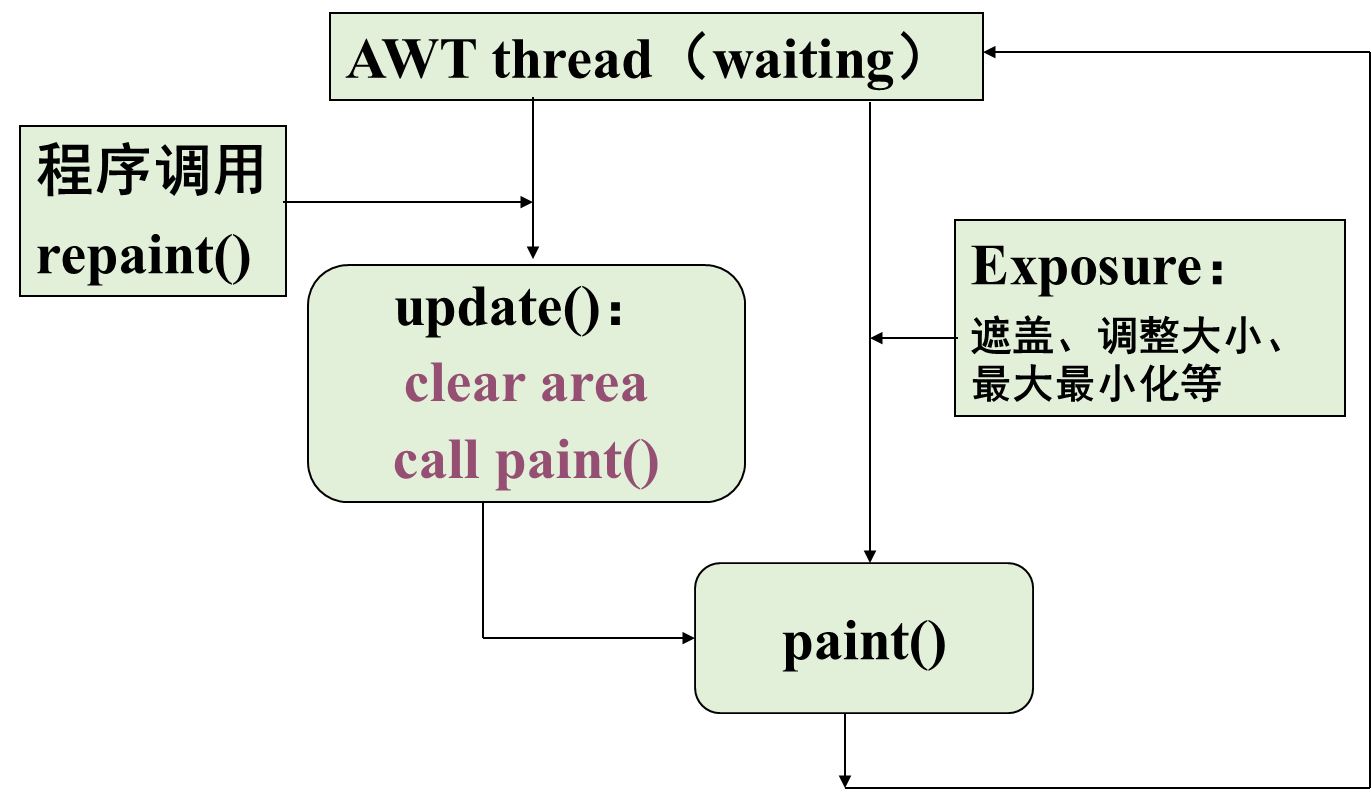 AWT thread（waiting）
程序调用
repaint()
update()：
clear area
call paint()
Exposure：
遮盖、调整大小、
最大最小化等
paint()